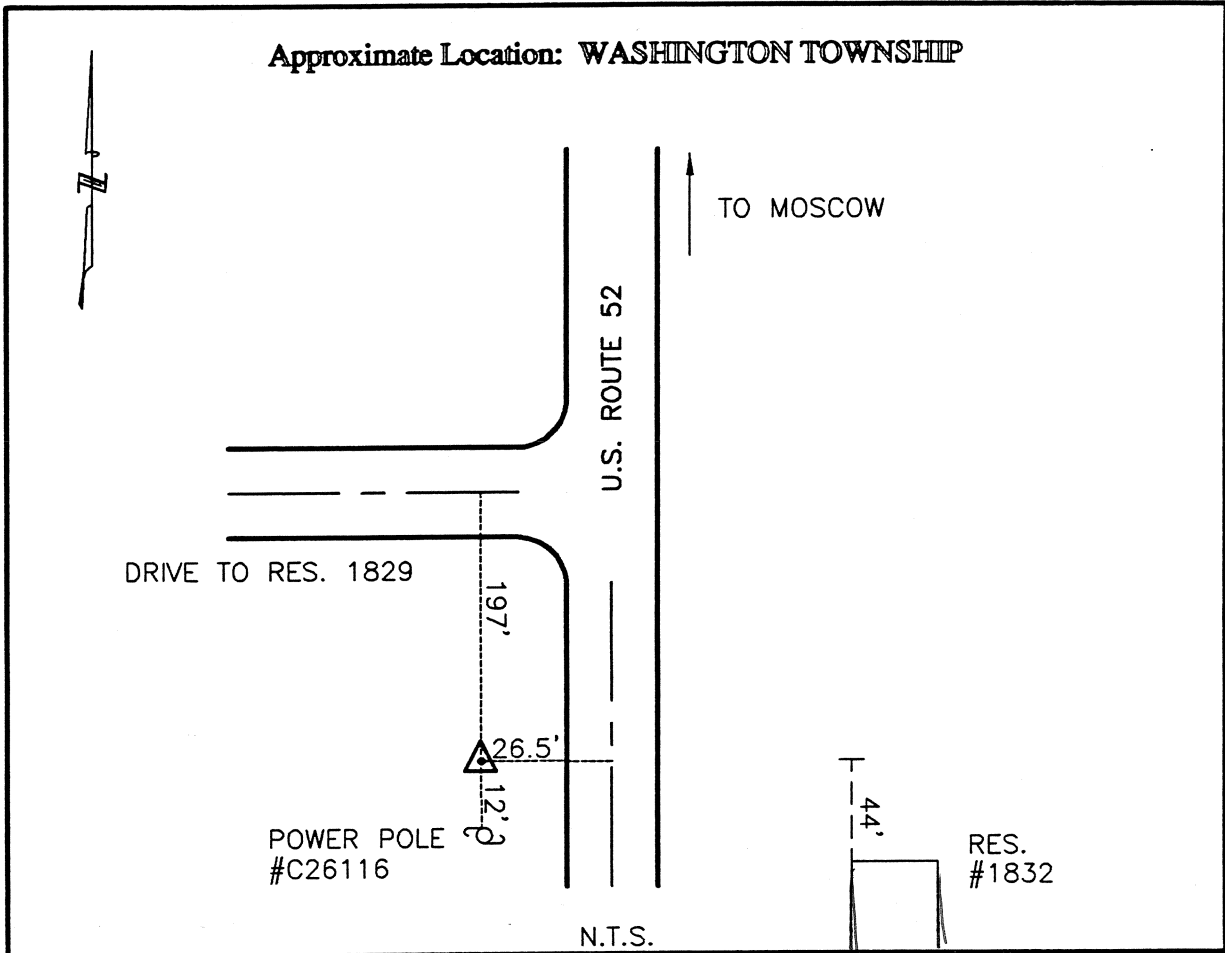 Approximate Location: WASHINGTON TOWNSHIP
N
TO MOSCOW
U.S. ROUTE 52
DRIVE TO RES. 1829
197'
26.5'
12'
POWER POLE
#C26116
44'
RES.
#1832
N.T.S.